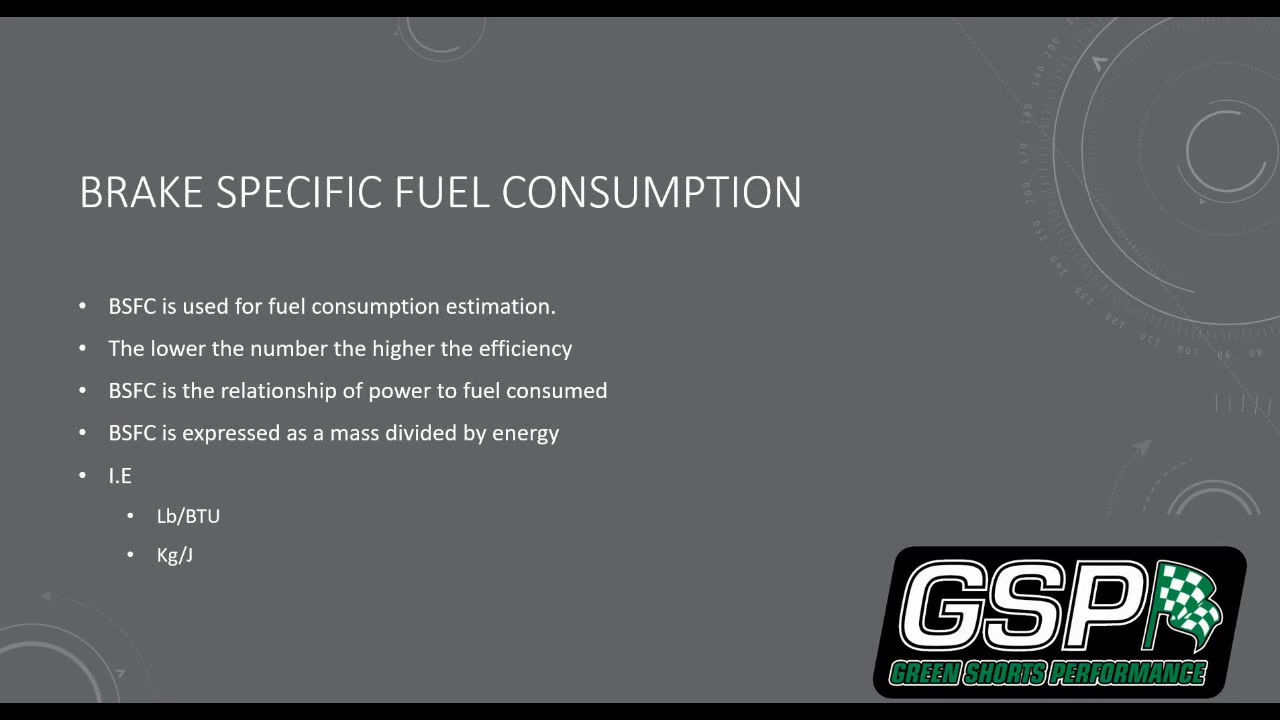 BRAKE SPECIFIC FUEL CONSUMPTION
• BSFC is used for fuel consumption estimation.
• The lower the number the higher the efficiency
• BSFC is the relationship of power to fuel consumed
• BSFC is expressed as a mass divided by energy
• I.E
• Lb/BTU
• Kg/J
GSP
GREEN SHORTS PERFORMANCE